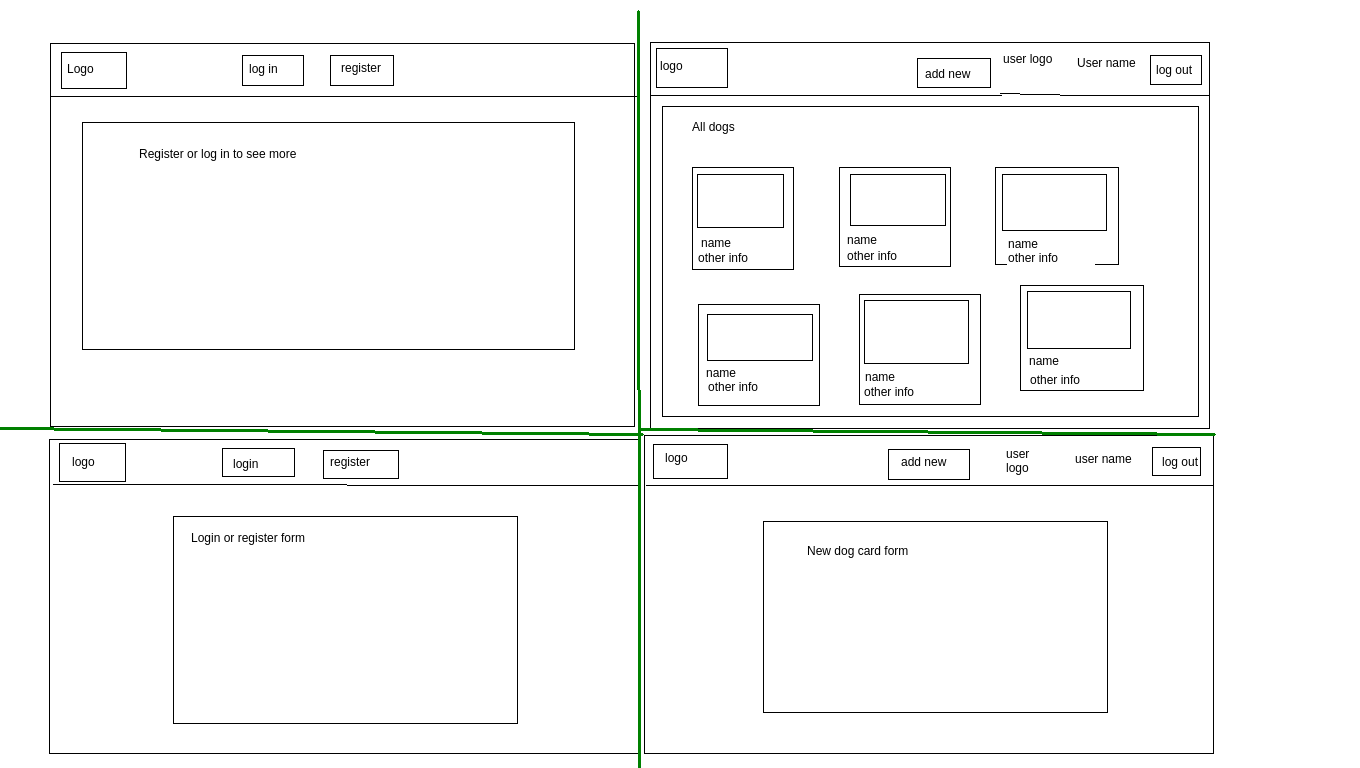 Logo
log in
register
Register or log in to see more
logo
add new
user logo
User name
log out
All dogs
name
other info
name
other info
name
other info
name
other info
name
other info
name
other info
logo
login
register
Login or register form
logo
add new
user
logo
user name
log out
New dog card form